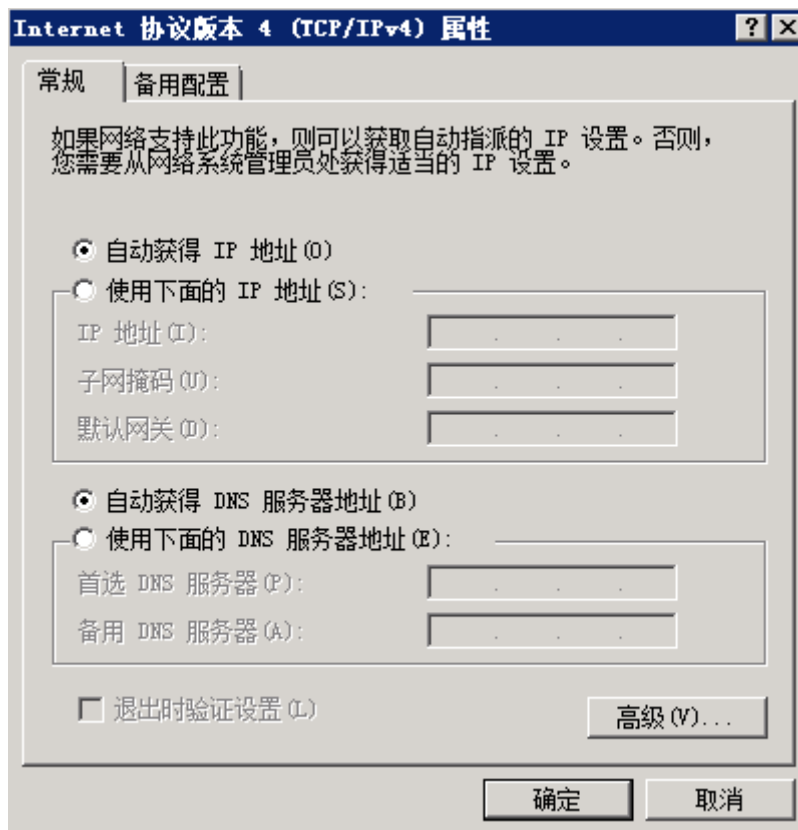 Internet 协议版本 4 (TCP/IPv4) 属性
常规 备用配置
如果网络支持此功能，则可以获取自动指派的 IP 设置。否则，
您需要从网络系统管理员处获得适当的 IP 设置。
自动获得 IP 地址(O)
使用下面的 IP 地址(S):
IP 地址(I):
子网掩码(U):
默认网关(D):
自动获得 DNS 服务器地址(B)
使用下面的 DNS 服务器地址(E):
首选 DNS 服务器(P):
备用 DNS 服务器(A):
退出时验证设置(L)
高级(V)...
确定 取消